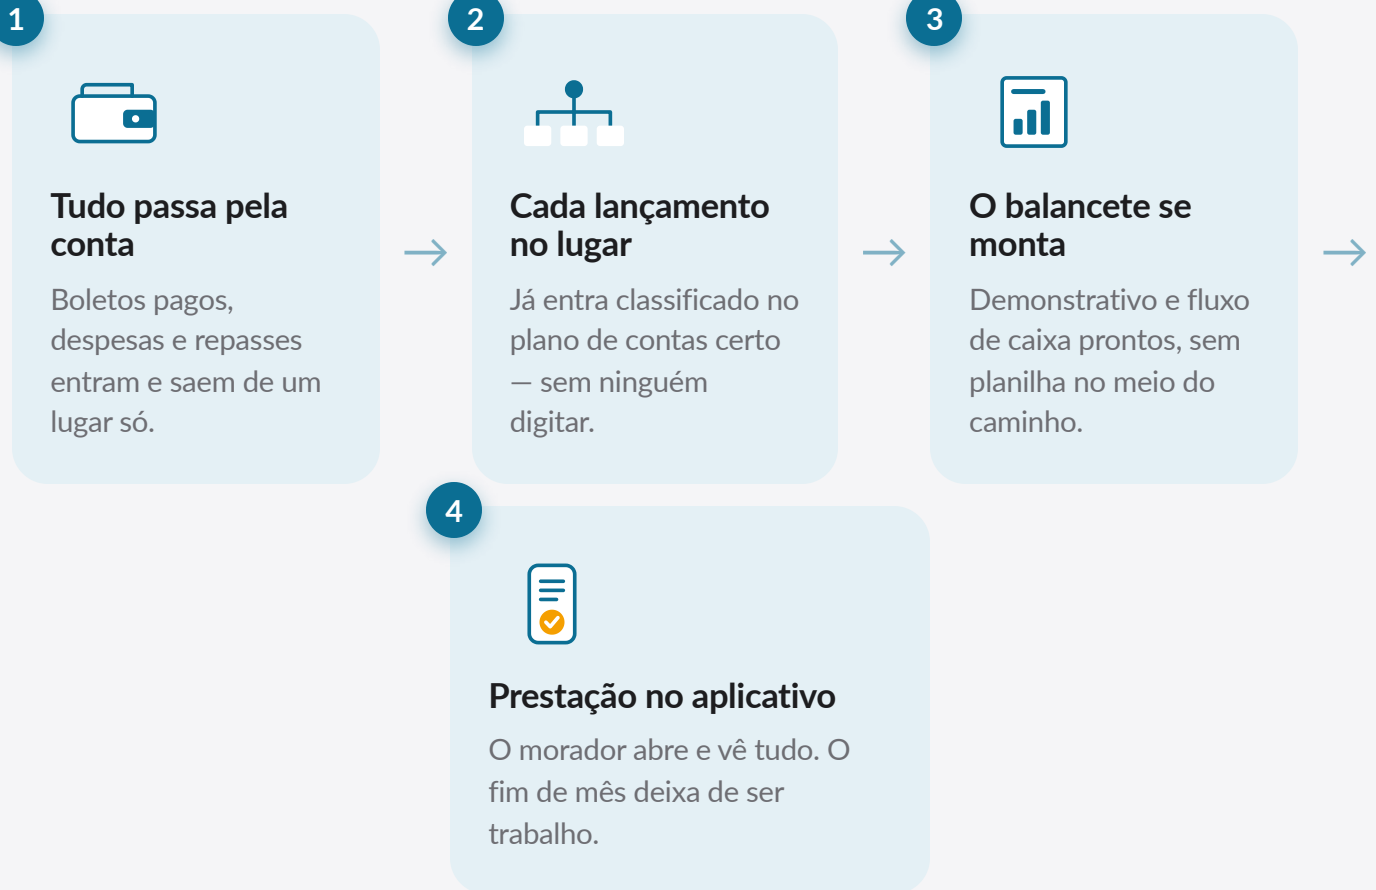 1
Tudo passa pela
conta
Boletos pagos,
despesas e repasses
entram e saem de um
lugar só.
2
Cada lançamento
no lugar
Já entra classificado no
plano de contas certo
— sem ninguém
digitar.
3
O balancete se
monta
Demonstrativo e fluxo
de caixa prontos, sem
planilha no meio do
caminho.
4
Prestação no aplicativo
O morador abre e vê tudo. O
fim de mês deixa de ser
trabalho.